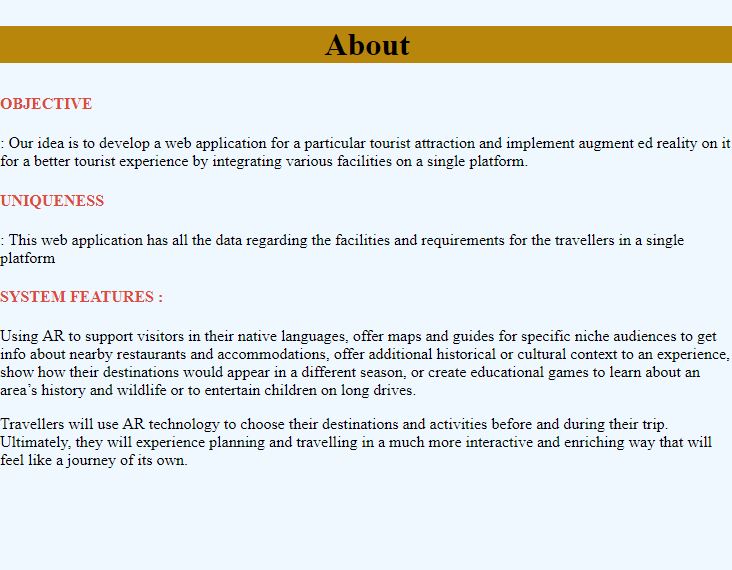 About
OBJECTIVE
: Our idea is to develop a web application for a particular tourist attraction and implement augment ed reality on it
for a better tourist experience by integrating various facilities on a single platform.
UNIQUENESS
: This web application has all the data regarding the facilities and requirements for the travellers in a single
platform
SYSTEM FEATURES :
Using AR to support visitors in their native languages, offer maps and guides for specific niche audiences to get
info about nearby restaurants and accommodations, offer additional historical or cultural context to an experience,
show how their destinations would appear in a different season, or create educational games to learn about an
area’s history and wildlife or to entertain children on long drives.
Travellers will use AR technology to choose their destinations and activities before and during their trip.
Ultimately, they will experience planning and travelling in a much more interactive and enriching way that will
feel like a journey of its own.